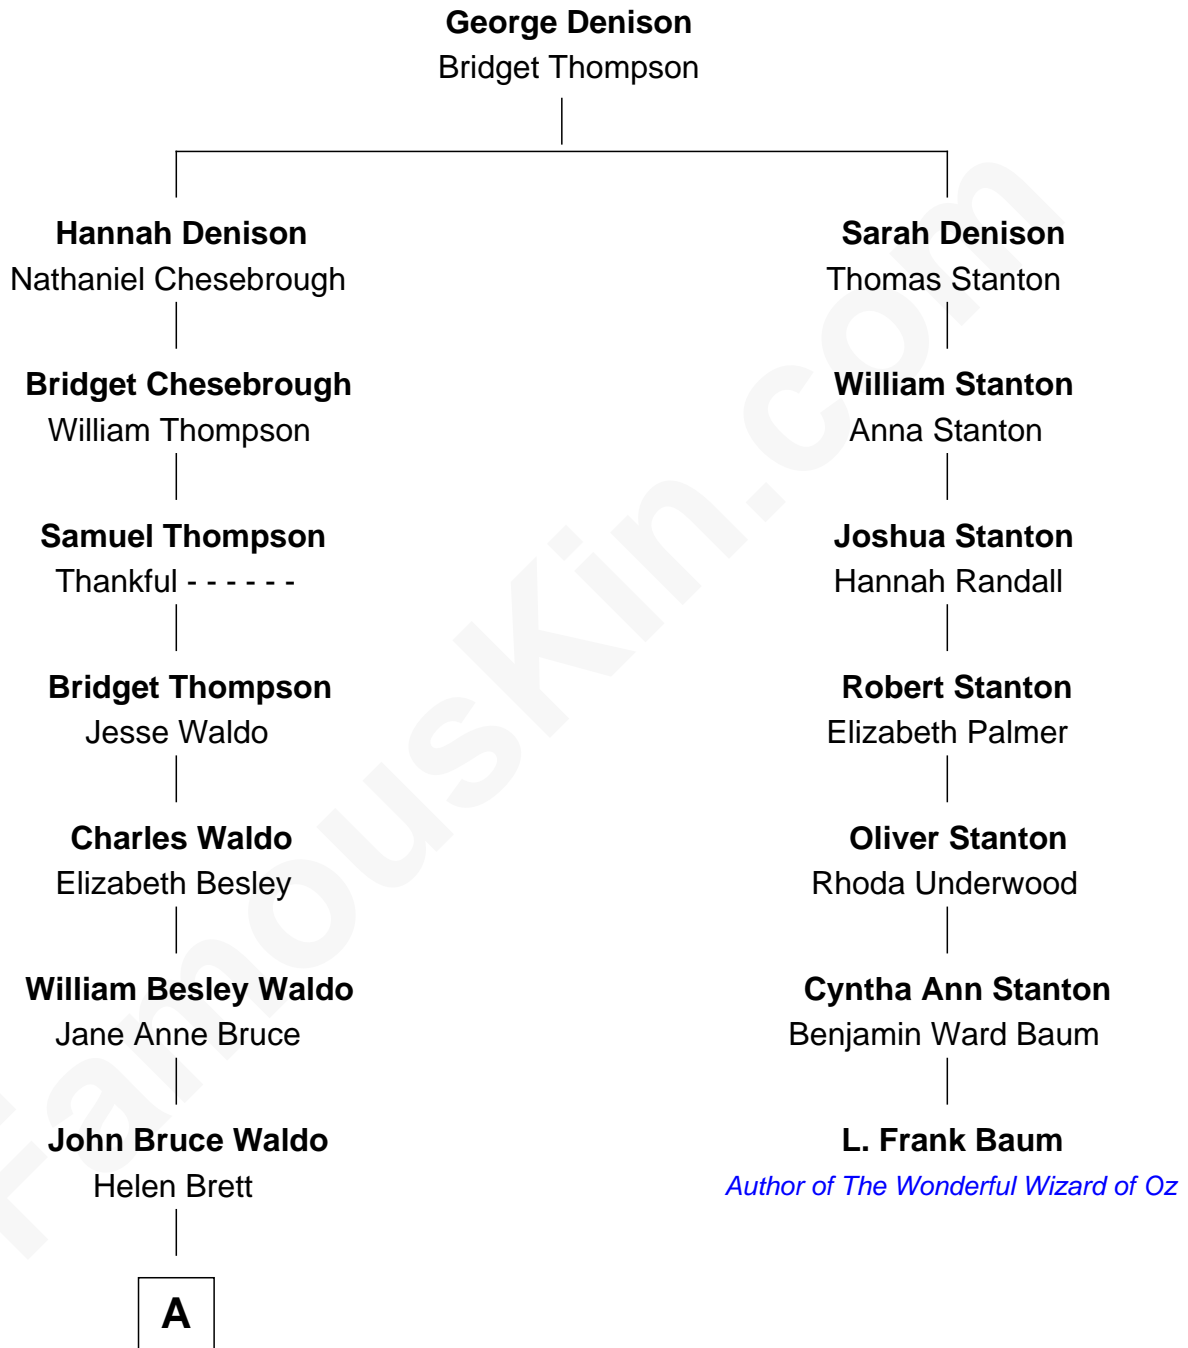 George Denison
Bridget Thompson
Hannah Denison
Nathaniel Chesebrough
Bridget Chesebrough
William Thompson
Samuel Thompson
Thankful - - - - - -
Bridget Thompson
Jesse Waldo
Charles Waldo
Elizabeth Besley
William Besley Waldo
Jane Anne Bruce
John Bruce Waldo
Helen Brett
A
Sarah Denison
Thomas Stanton
William Stanton
Anna Stanton
Joshua Stanton
Hannah Randall
Robert Stanton
Elizabeth Palmer
Oliver Stanton
Rhoda Underwood
Cyntha Ann Stanton
Benjamin Ward Baum
L. Frank Baum
Author of The Wonderful Wizard of Oz
FamousKin.com